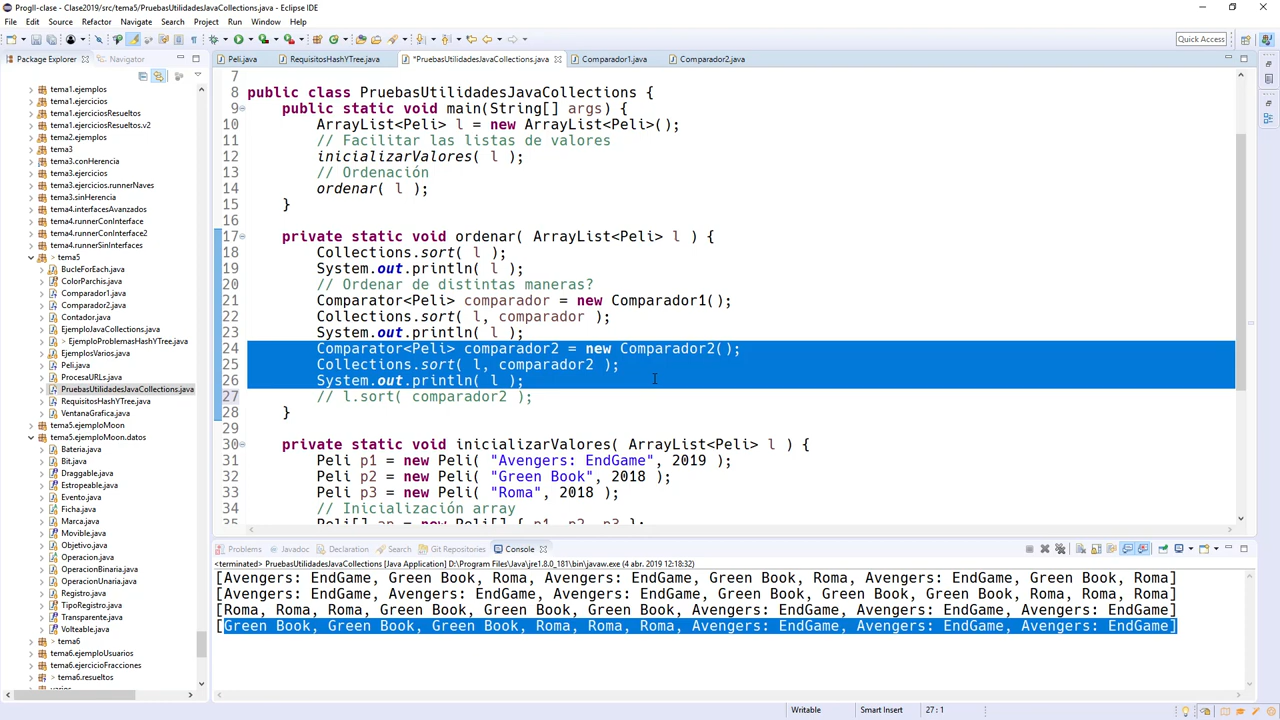 ProgII-clase - Clase2019/src/tema5/PruebasUtilidadesJavaCollections.java - Eclipse IDE
File Edit Source Refactor Navigate Search Project Run Window Help
Quick Access
Package Explorer Navigator
Peli.java RequisitosHashYTree.java *PruebasUtilidadesJavaCollections.java Comparador1.java Comparador2.java
tema1.ejemplos
tema1.ejercicios
tema1.ejerciciosResueltos
tema1.ejerciciosResueltos.v2
tema2.ejemplos
tema3
tema3.conHerencia
tema3.ejercicios
tema3.ejercicios.runnerNaves
tema3.sinHerencia
tema4.interfacesAvanzados
tema4.runnerConInterface
tema4.runnerConInterface2
tema4.runnerSinInterfaces
> tema5
BucleForEach.java
ColorParchis.java
Comparador1.java
Comparador2.java
Contador.java
EjemploJavaCollections.java
> EjemploProblemasHashYTree.java
EjemplosVarios.java
Peli.java
ProcesaURLs.java
PruebasUtilidadesJavaCollections.java
RequisitosHashYTree.java
VentanaGrafica.java
tema5.ejemploMoon
tema5.ejemploMoon.datos
Bateria.java
Bit.java
Draggable.java
Estropeable.java
Evento.java
Ficha.java
Marca.java
Movible.java
Objetivo.java
Operacion.java
OperacionBinaria.java
OperacionUnaria.java
Registro.java
TipoRegistro.java
Transparente.java
Volteable.java
> tema6
tema6.ejemploUsuarios
tema6.ejercicioFracciones
> tema6.resueltos
varios
7
8 public class PruebasUtilidadesJavaCollections {
9 public static void main(String[] args) {
10 ArrayList<Peli> l = new ArrayList<Peli>();
11 // Facilitar las listas de valores
12 inicializarValores( l );
13 // Ordenación
14 ordenar( l );
15 }
16
17 private static void ordenar( ArrayList<Peli> l ) {
18 Collections.sort( l );
19 System.out.println( l );
20 // Ordenar de distintas maneras?
21 Comparator<Peli> comparador = new Comparador1();
22 Collections.sort( l, comparador );
23 System.out.println( l );
24 Comparator<Peli> comparador2 = new Comparador2();
25 Collections.sort( l, comparador2 );
26 System.out.println( l );
27 // l.sort( comparador2 );
28 }
29
30 private static void inicializarValores( ArrayList<Peli> l ) {
31 Peli p1 = new Peli( "Avengers: EndGame", 2019 );
32 Peli p2 = new Peli( "Green Book", 2018 );
33 Peli p3 = new Peli( "Roma", 2018 );
34 // Inicialización array
35 Peli[] ap = new Peli[] { p1, p2, p3 };
Problems Javadoc Declaration Search Git Repositories Console
<terminated> PruebasUtilidadesJavaCollections [Java Application] D:\Program Files\Java\jre1.8.0_181\bin\javaw.exe (4 abr. 2019 12:18:32)
[Avengers: EndGame, Green Book, Roma, Avengers: EndGame, Green Book, Roma, Avengers: EndGame, Green Book, Roma]
[Avengers: EndGame, Avengers: EndGame, Avengers: EndGame, Green Book, Green Book, Green Book, Roma, Roma, Roma]
[Roma, Roma, Roma, Green Book, Green Book, Green Book, Avengers: EndGame, Avengers: EndGame, Avengers: EndGame]
[Green Book, Green Book, Green Book, Roma, Roma, Roma, Avengers: EndGame, Avengers: EndGame, Avengers: EndGame]
Writable Smart Insert 27 : 1